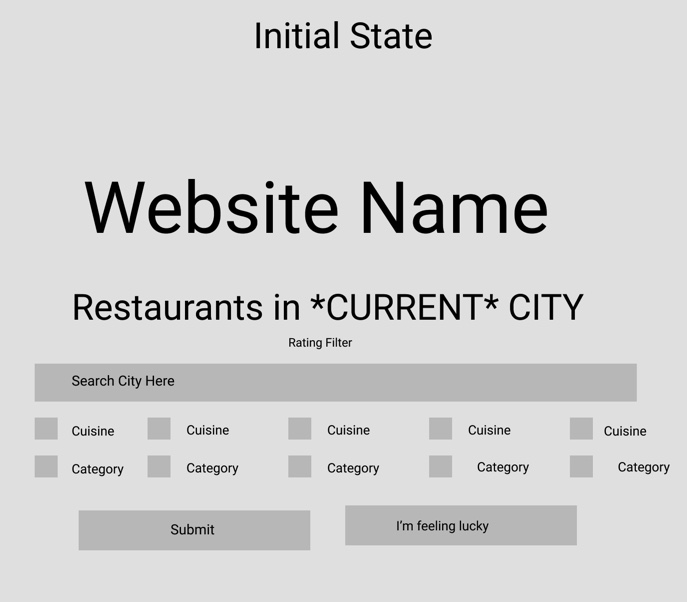 Initial State
Website Name
Restaurants in *CURRENT* CITY
Rating Filter
Search City Here
Cuisine Cuisine Cuisine Cuisine Cuisine
Category Category Category Category Category
Submit I'm feeling lucky